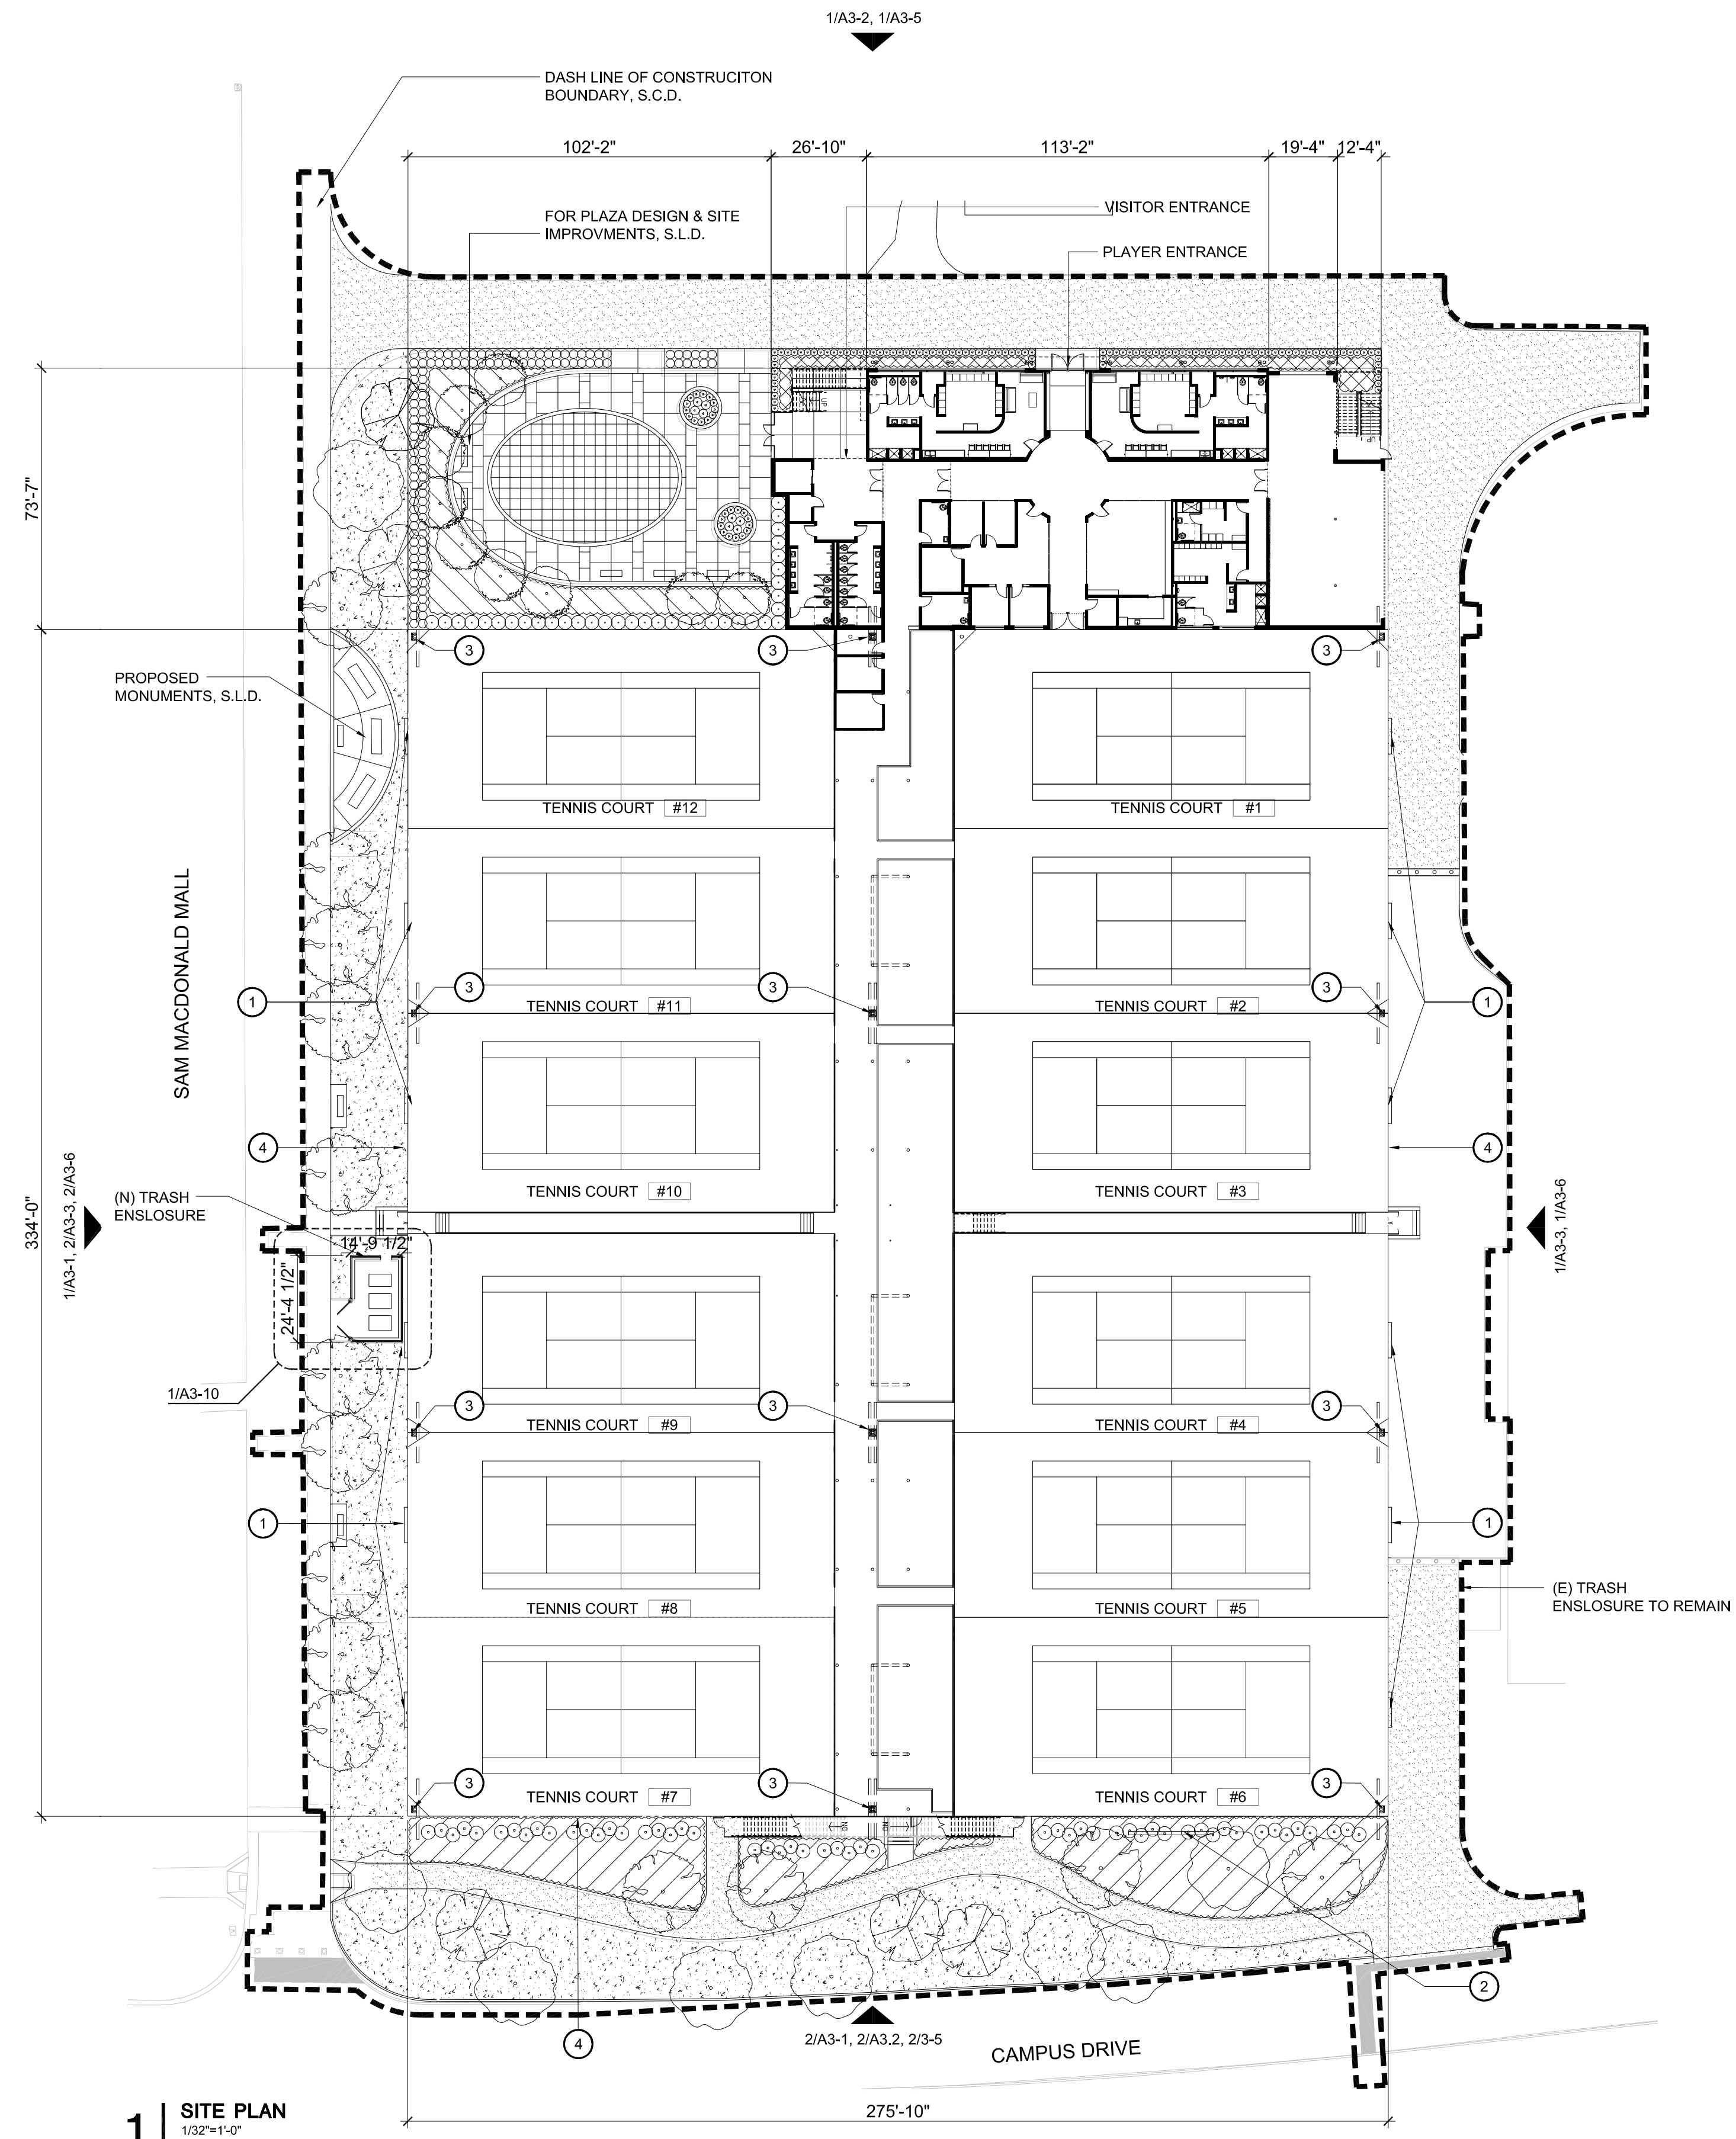 1/A3-2, 1/A3-5
DASH LINE OF CONSTRUCITON
BOUNDARY, S.C.D.
102'-2"
26'-10"
113'-2"
19'-4"
12'-4"
FOR PLAZA DESIGN & SITE
IMPROVMENTS, S.L.D.
VISITOR ENTRANCE
PLAYER ENTRANCE
UP
UP
73'-7"
3
3
3
PROPOSED
MONUMENTS, S.L.D.
TENNIS COURT #12
TENNIS COURT #1
SAM MACDONALD MALL
3
3
3
1
1
TENNIS COURT #11
TENNIS COURT #2
4
4
TENNIS COURT #10
TENNIS COURT #3
334'-0"
1/A3-1, 2/A3-3, 2/A3-6
(N) TRASH
ENSLOSURE
1/A3-3, 1/A3-6
14'-9 1/2"
24'-4 1/2"
1/A3-10
3
3
3
TENNIS COURT #9
TENNIS COURT #4
1
1
(E) TRASH
ENSLOSURE TO REMAIN
TENNIS COURT #8
TENNIS COURT #5
3
3
3
TENNIS COURT #7
TENNIS COURT #6
DN
DN
2
4
2/A3-1, 2/A3.2, 2/3-5
CAMPUS DRIVE
275'-10"
1
SITE PLAN
1/32"=1'-0"